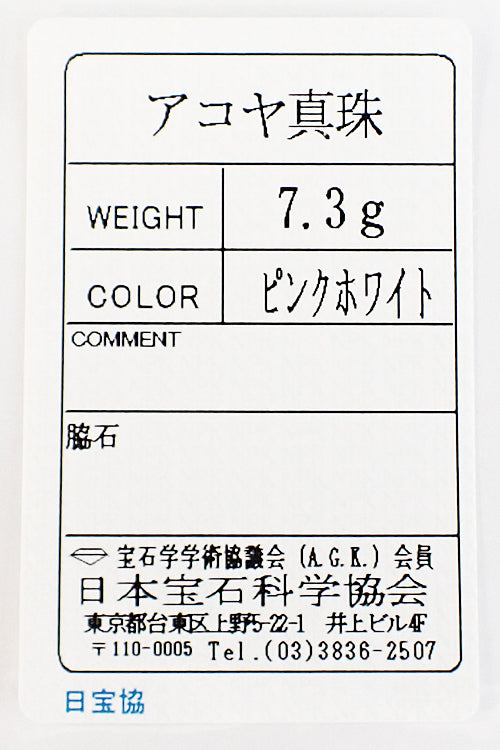 アコヤ真珠
WEIGHT 7.3g
COLOR ピンクホワイト
COMMENT
脇石
宝石学学術協議会(A.G.K.)会員
日本宝石科学協会
東京都台東区上野5-22-1 井上ビル4F
〒110-0005 Tel.(03)3836-2507
日宝協